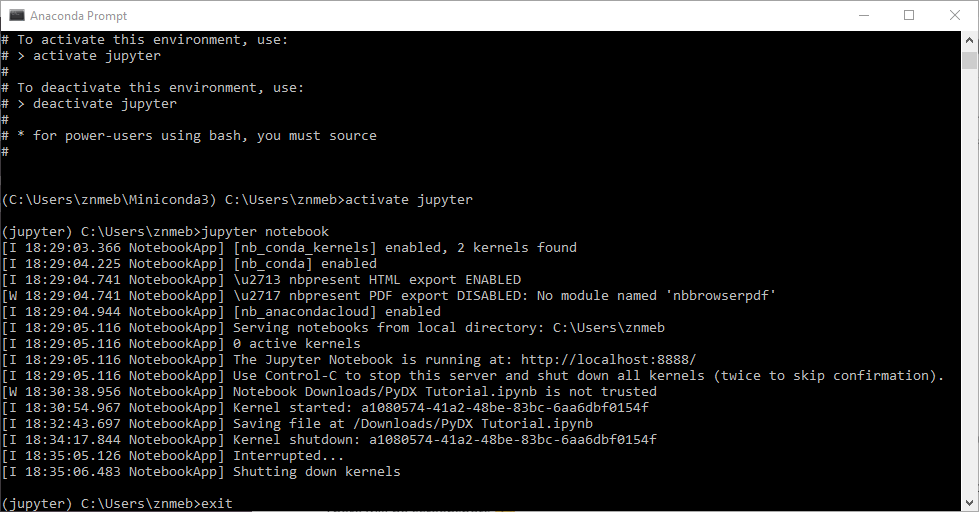 Anaconda Prompt
# To activate this environment, use:
# > activate jupyter
#
# To deactivate this environment, use:
# > deactivate jupyter
#
# * for power-users using bash, you must source
#
(C:\Users\znmeb\Miniconda3) C:\Users\znmeb>activate jupyter
(jupyter) C:\Users\znmeb>jupyter notebook
[I 18:29:03.366 NotebookApp] [nb_conda_kernels] enabled, 2 kernels found
[I 18:29:04.225 NotebookApp] [nb_conda] enabled
[I 18:29:04.741 NotebookApp] \u2713 nbpresent HTML export ENABLED
[W 18:29:04.741 NotebookApp] \u2717 nbpresent PDF export DISABLED: No module named 'nbbrowserpdf'
[I 18:29:04.944 NotebookApp] [nb_anacondacloud] enabled
[I 18:29:05.116 NotebookApp] Serving notebooks from local directory: C:\Users\znmeb
[I 18:29:05.116 NotebookApp] 0 active kernels
[I 18:29:05.116 NotebookApp] The Jupyter Notebook is running at: http://localhost:8888/
[I 18:29:05.116 NotebookApp] Use Control-C to stop this server and shut down all kernels (twice to skip confirmation).
[W 18:30:38.956 NotebookApp] Notebook Downloads/PyDX Tutorial.ipynb is not trusted
[I 18:30:54.967 NotebookApp] Kernel started: a1080574-41a2-48be-83bc-6aa6dbf0154f
[I 18:32:43.697 NotebookApp] Saving file at /Downloads/PyDX Tutorial.ipynb
[I 18:34:17.844 NotebookApp] Kernel shutdown: a1080574-41a2-48be-83bc-6aa6dbf0154f
[I 18:35:05.126 NotebookApp] Interrupted...
[I 18:35:06.483 NotebookApp] Shutting down kernels
(jupyter) C:\Users\znmeb>exit